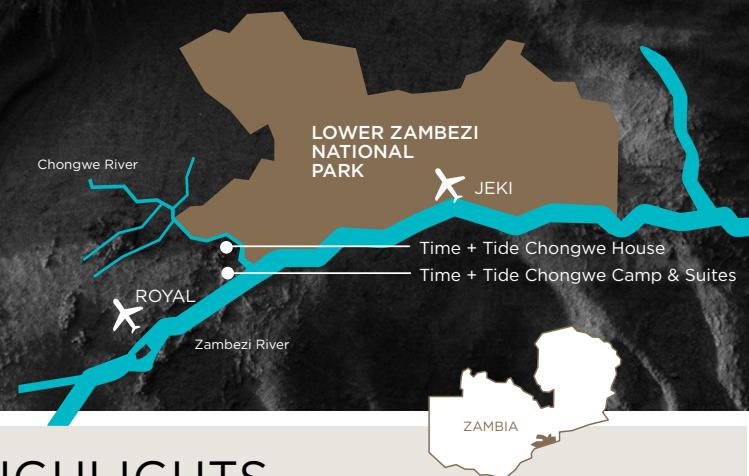 LOWER ZAMBEZI
NATIONAL
PARK
Chongwe River
JEKI
Time + Tide Chongwe House
Time + Tide Chongwe Camp & Suites
ROYAL
Zambezi River
ZAMBIA